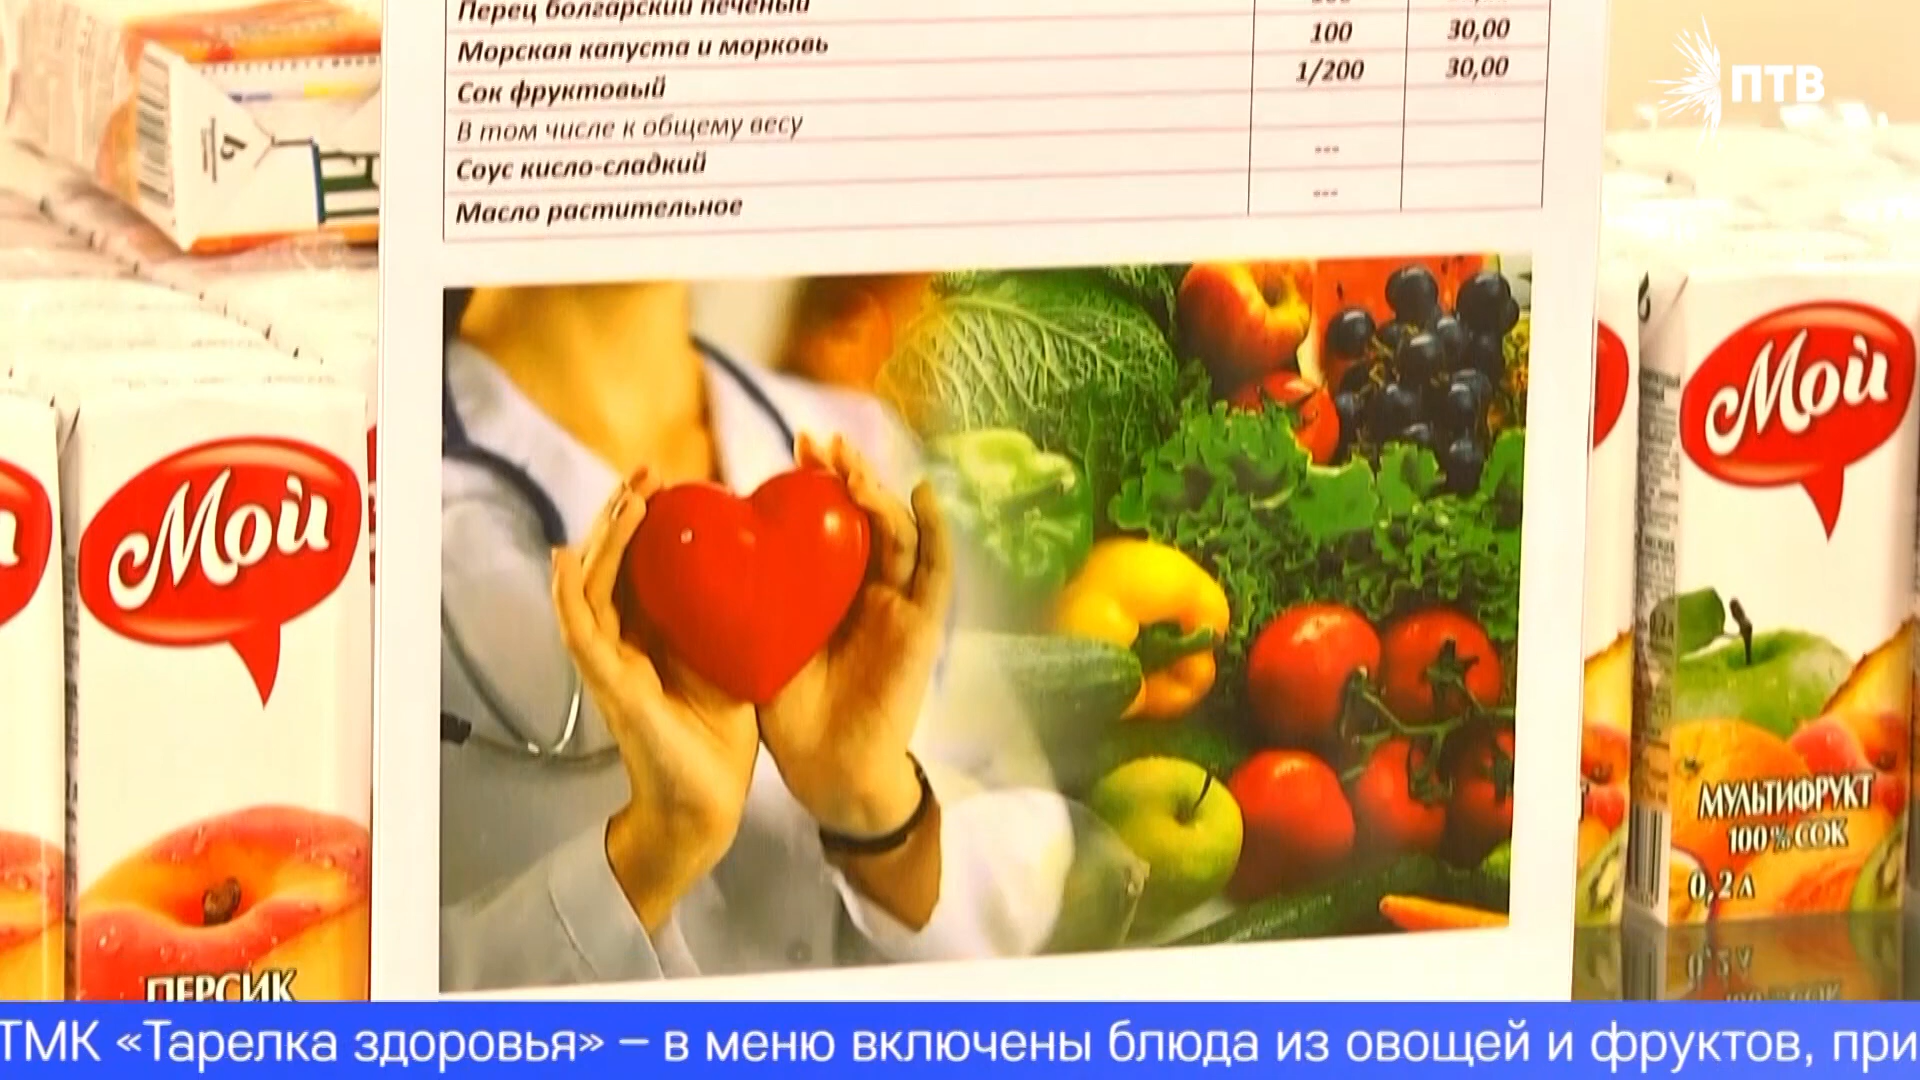 Перец болгарский печеный
Морская капуста и морковь 100 30,00
Сок фруктовый 1/200 30,00
В том числе к общему весу
Соус кисло-сладкий ---
Масло растительное ---
ПТВ
Мой
Мой
МУЛЬТИФРУКТ
100% СОК
0,2 л
ПЕРСИК
ТМК «Тарелка здоровья» – в меню включены блюда из овощей и фруктов, при